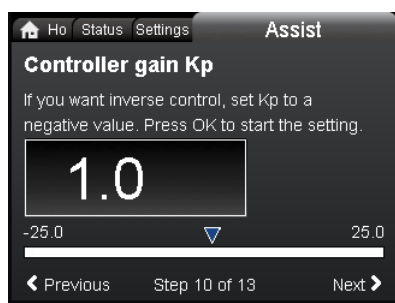 Ho Status Settings Assist
Controller gain Kp
If you want inverse control, set Kp to a
negative value. Press OK to start the setting.
1.0
-25.0 25.0
Previous Step 10 of 13 Next